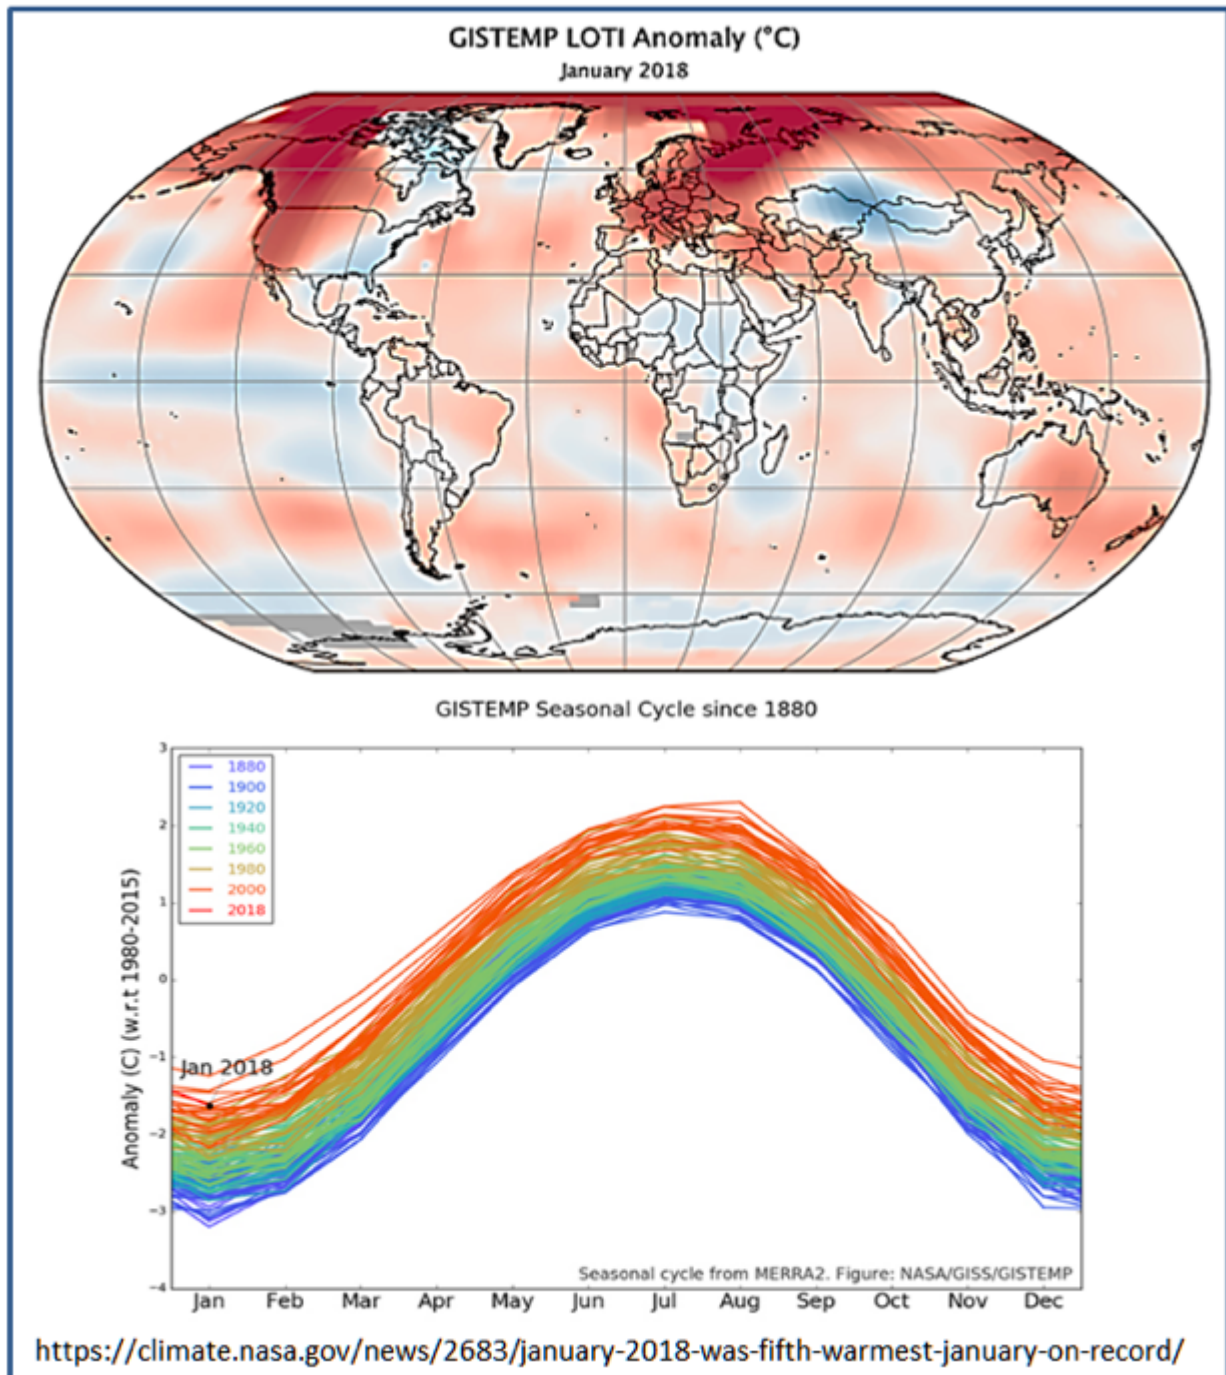 GISTEMP LOTI Anomaly (°C)
January 2018
GISTEMP Seasonal Cycle since 1880
3
2
1
0
−1
−2
−3
−4
Anomaly (C) (w.r.t 1980-2015)
1880
1900
1920
1940
1960
1980
2000
2018
Jan 2018
Seasonal cycle from MERRA2. Figure: NASA/GISS/GISTEMP
Jan Feb Mar Apr May Jun Jul Aug Sep Oct Nov Dec
https://climate.nasa.gov/news/2683/january-2018-was-fifth-warmest-january-on-record/